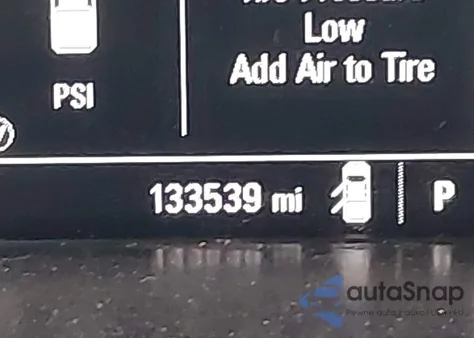 Low
Add Air to Tire
PSI
133539 mi
P
autaSnap